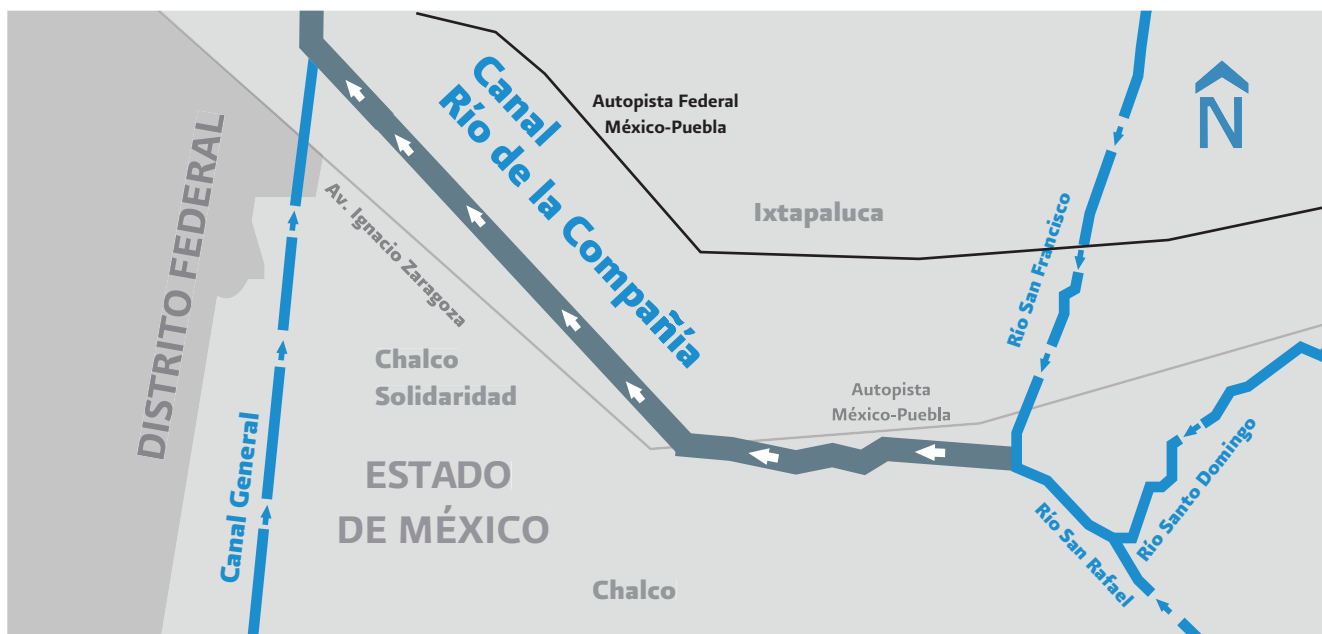 Canal
Río de la Compañía
Autopista Federal
México-Puebla
N
DISTRITO FEDERAL
Av. Ignacio Zaragoza
Ixtapaluca
Río San Francisco
Chalco
Solidaridad
Autopista
México-Puebla
Canal General
ESTADO
DE MÉXICO
Río Santo Domingo
Río San Rafael
Chalco